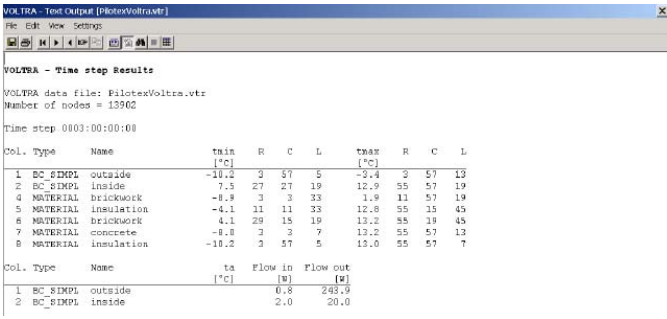 VOLTRA - Text Output [PilotexVoltra.vtr]
File Edit View Settings
VOLTRA - Time step Results
VOLTRA data file: PilotexVoltra.vtr
Number of nodes = 13902
Time step 0003:00:00:00
Col. Type Name tmin R C L tmax R C L
[°C] [°C]
1 BC_SIMPL outside -10.2 3 57 5 -3.4 3 57 13
2 BC_SIMPL inside 7.5 27 27 19 12.9 55 57 19
4 MATERIAL brickwork -8.9 3 3 33 1.9 11 57 19
5 MATERIAL insulation -4.1 11 11 33 12.8 55 15 45
6 MATERIAL brickwork 4.1 29 15 19 13.2 55 19 45
7 MATERIAL concrete -8.8 3 3 7 13.2 55 57 13
8 MATERIAL insulation -10.2 3 57 5 13.0 55 57 7
Col. Type Name ta Flow in Flow out
[°C] [W] [W]
1 BC_SIMPL outside 0.8 243.9
2 BC_SIMPL inside 2.0 20.0